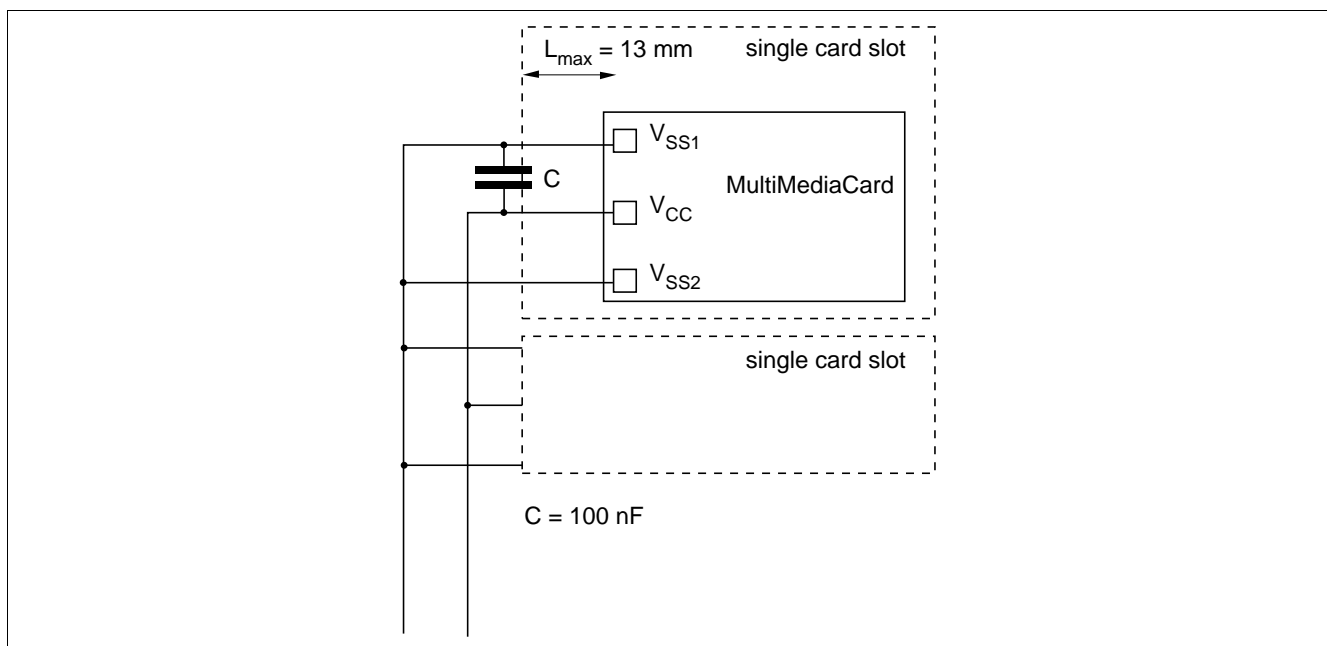 L_max = 13 mm single card slot
V_SS1
C
MultiMediaCard
V_CC
V_SS2
single card slot
C = 100 nF